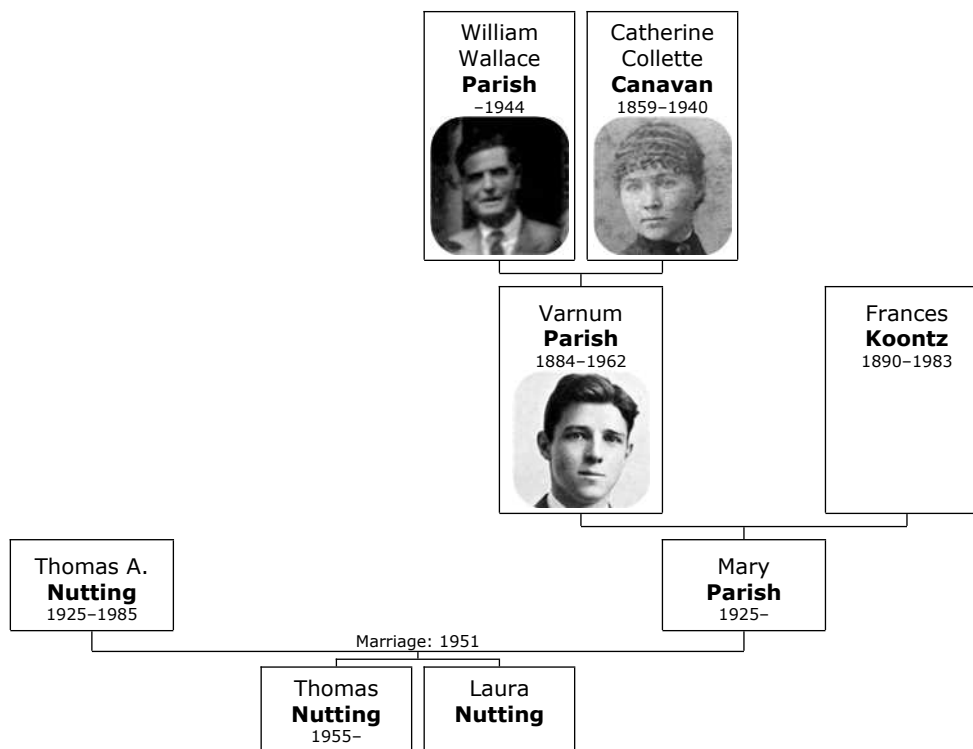 William
Wallace
Parish
–1944
Catherine
Collette
Canavan
1859–1940
Varnum
Parish
1884–1962
Frances
Koontz
1890–1983
Thomas A.
Nutting
1925–1985
Mary
Parish
1925–
Marriage: 1951
Thomas
Nutting
1955–
Laura
Nutting